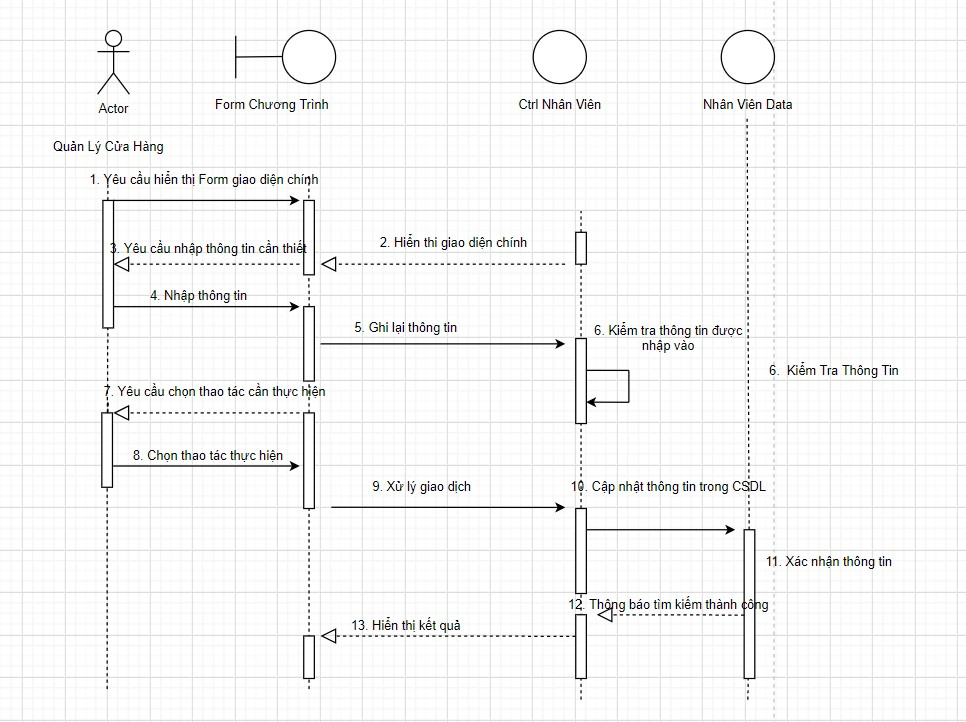 Actor
Form Chương Trình
Ctrl Nhân Viên
Nhân Viên Data
Quản Lý Cửa Hàng
1. Yêu cầu hiển thị Form giao diện chính
2. Hiển thi giao diện chính
3. Yêu cầu nhập thông tin cần thiết
4. Nhập thông tin
5. Ghi lại thông tin
6. Kiểm tra thông tin được
nhập vào
6. Kiểm Tra Thông Tin
7. Yêu cầu chọn thao tác cần thực hiện
8. Chọn thao tác thực hiện
9. Xử lý giao dịch
10. Cập nhật thông tin trong CSDL
11. Xác nhận thông tin
12. Thông báo tìm kiếm thành công
13. Hiển thị kết quả